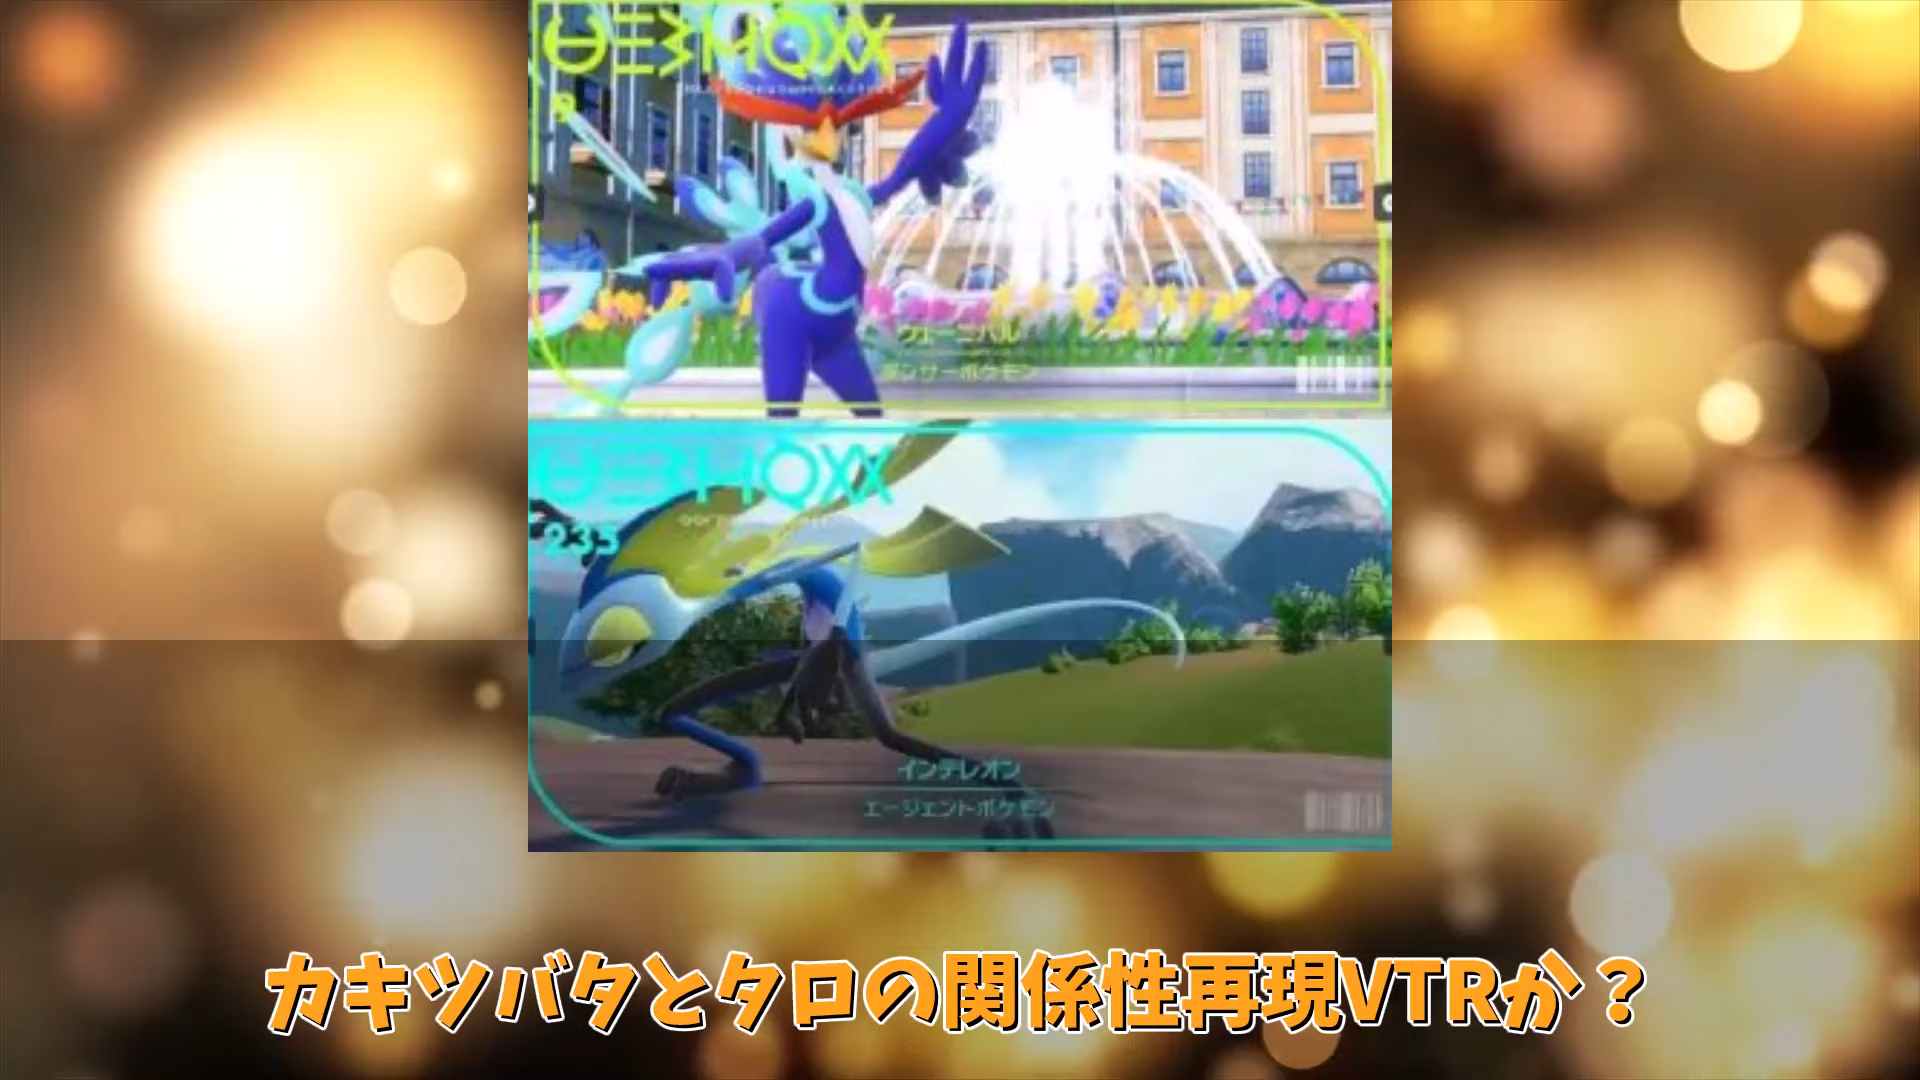 ウェーニバル
ダンサーポケモン
235
インテレオン
エージェントポケモン
カキツバタとタロの関係性再現VTRか？